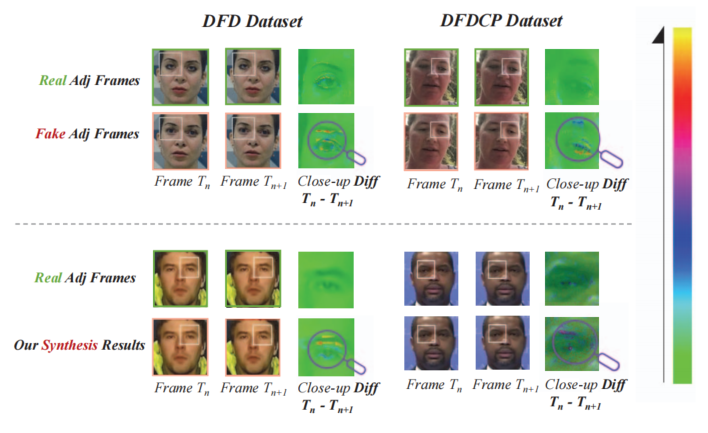 DFD Dataset
DFDCP Dataset
Real Adj Frames
Fake Adj Frames
Frame Tn
Frame Tn+1
Close-up Diff
Tn - Tn+1
Frame Tn
Frame Tn+1
Close-up Diff
Tn - Tn+1
Real Adj Frames
Our Synthesis Results
Frame Tn
Frame Tn+1
Close-up Diff
Tn - Tn+1
Frame Tn
Frame Tn+1
Close-up Diff
Tn - Tn+1